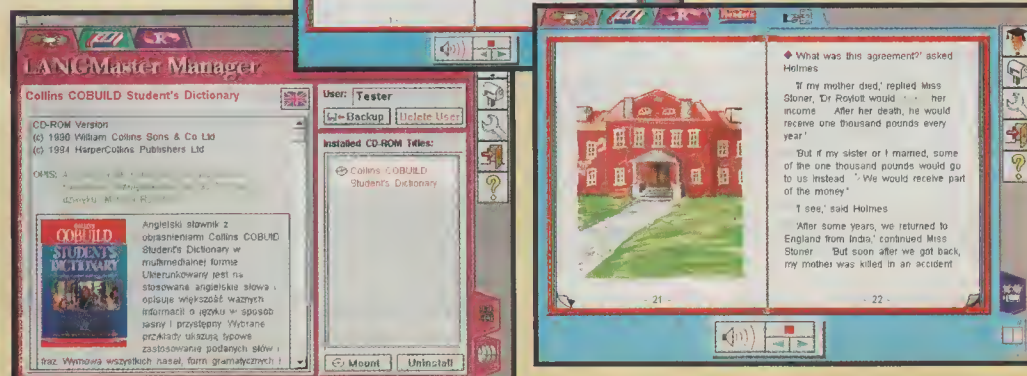 LANGMaster Manager
Collins COBUILD Student's Dictionary
CD-ROM Version
(c) 1990 William Collins Sons & Co Ltd
(c) 1994 HarperCollins Publishers Ltd
OPIS:
COBUILD
STUDENT'S
DICTIONARY
Angielski słownik z
objaśnieniami Collins COBUILD
Student's Dictionary w
multimedialnej formie
Ukierunkowany jest na
stosowane angielskie słowa i
opisuje większość ważnych
informacji o języku w sposób
jasny i przystępny Wybrane
przykłady ukazują typowe
zastosowanie podanych słów i
fraz. Wymowa wszystkich haseł, form gramatycznych i
User: Tester
Backup
Delete User
Installed CD-ROM Titles:
Collins COBUILD
Student's Dictionary
Mount
Uninstall
R
Readers
- 21 -
What was this agreement?' asked
Holmes
'If my mother died,' replied Miss
Stoner, 'Dr Roylott would her
income After her death, he would
receive one thousand pounds every
year'
'But if my sister or I married, some
of the one thousand pounds would go
to us instead We would receive part
of the money'
'I see,' said Holmes
'After some years, we returned to
England from India,' continued Miss
Stoner 'But soon after we got back,
my mother was killed in an accident
- 22 -